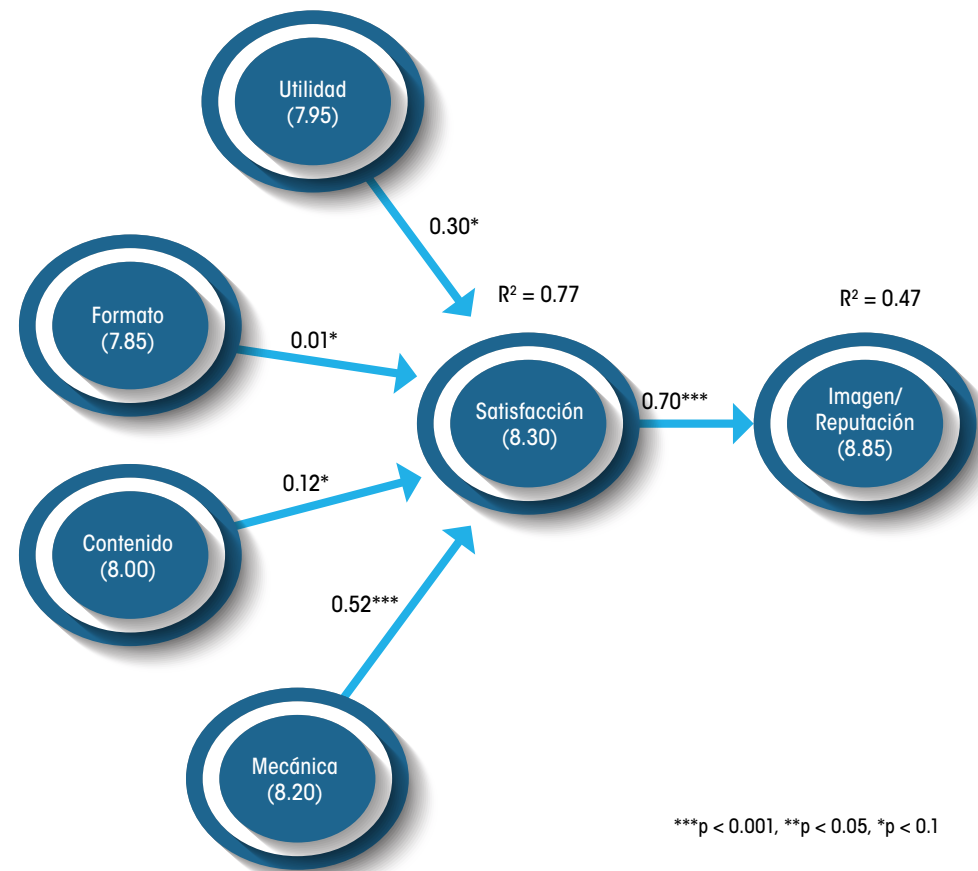 Utilidad
(7.95)
0.30*
R² = 0.77
R² = 0.47
Formato
(7.85)
0.01*
Satisfacción
(8.30)
0.70***
Imagen/
Reputación
(8.85)
0.12*
Contenido
(8.00)
0.52***
Mecánica
(8.20)
***p < 0.001, **p < 0.05, *p < 0.1